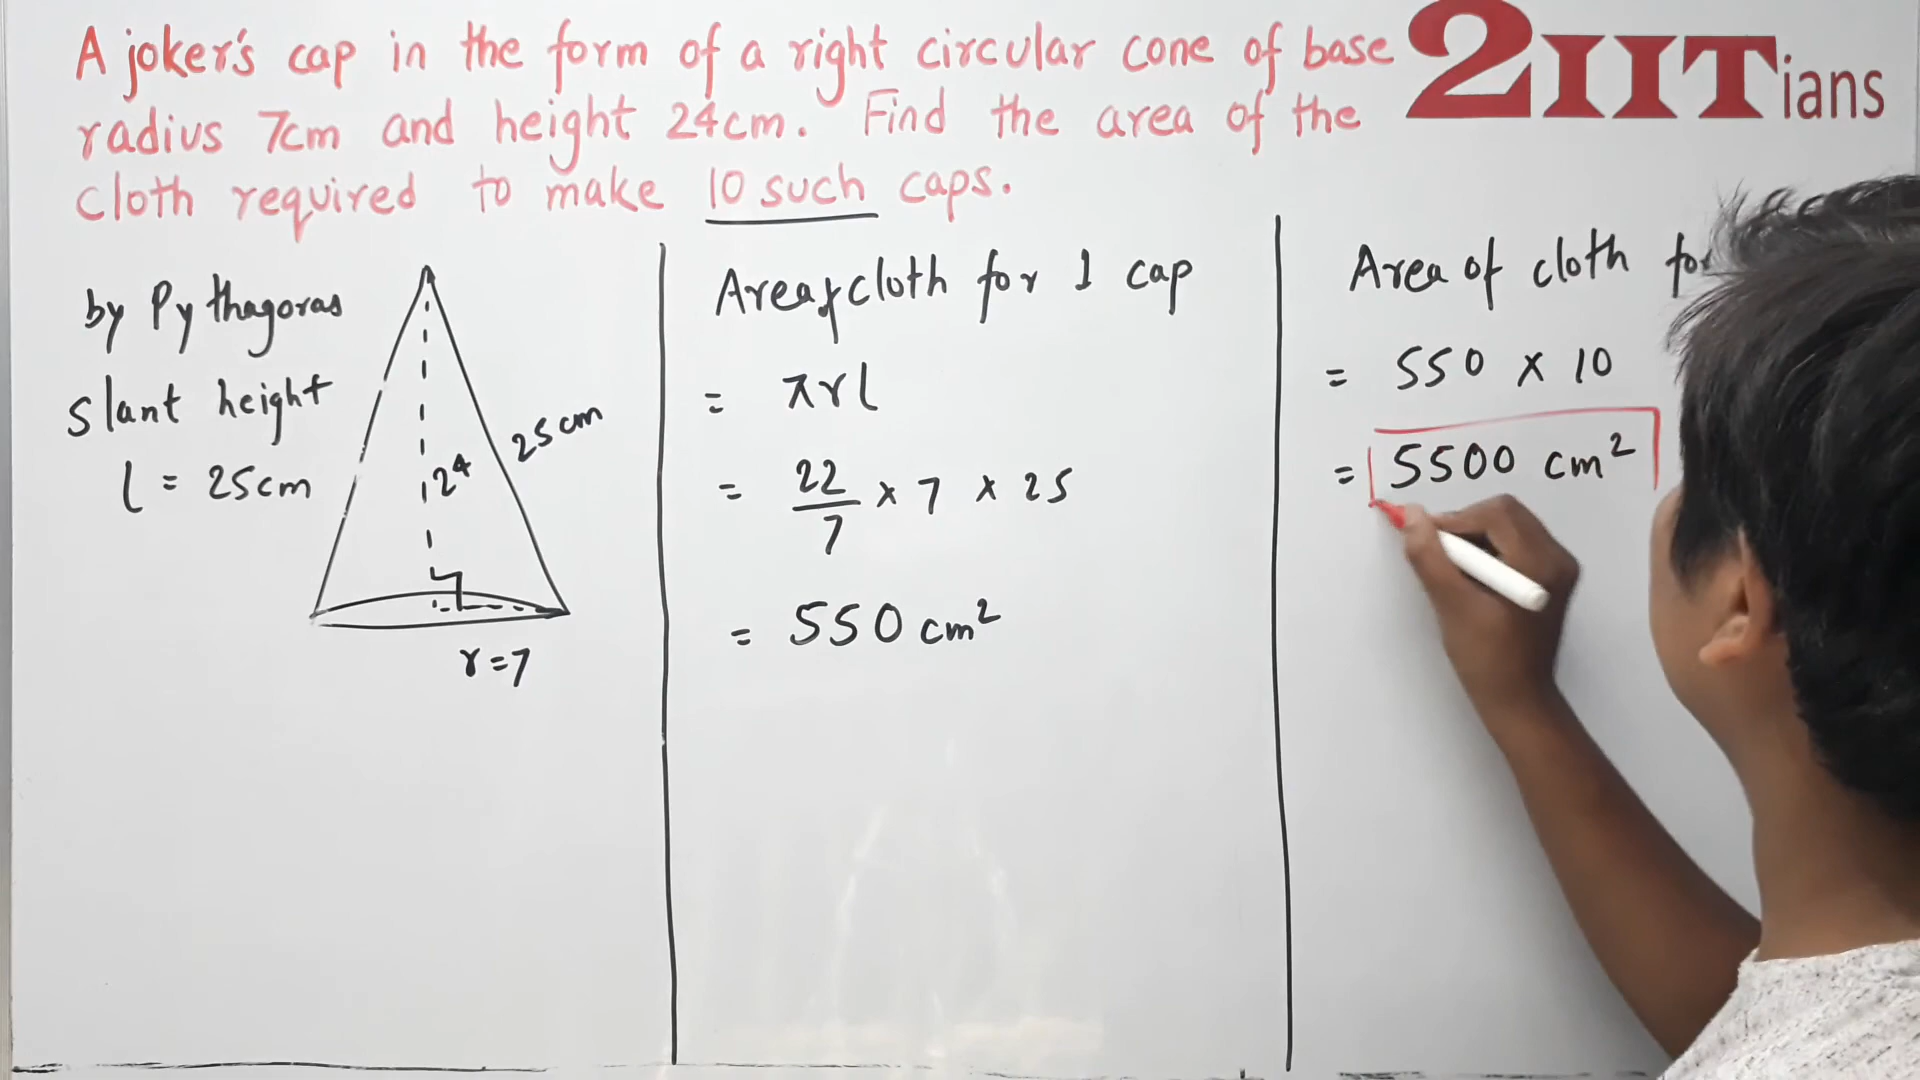 A joker's cap in the form of a right circular cone of base
radius 7cm and height 24cm. Find the area of the
cloth required to make 10 such caps.
2IITians
by Pythagoras
slant height
l = 25cm
24
25cm
r=7
Area of cloth for 1 cap
= πrl
= 22/7 × 7 × 25
= 550 cm²
Area of cloth for
= 550 × 10
= 5500 cm²